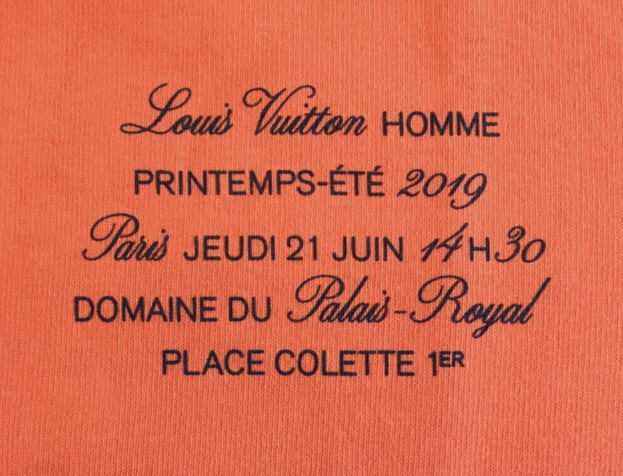 Louis Vuitton HOMME
PRINTEMPS-ÉTÉ 2019
Paris JEUDI 21 JUIN 14H30
DOMAINE DU Palais-Royal
PLACE COLETTE 1ER